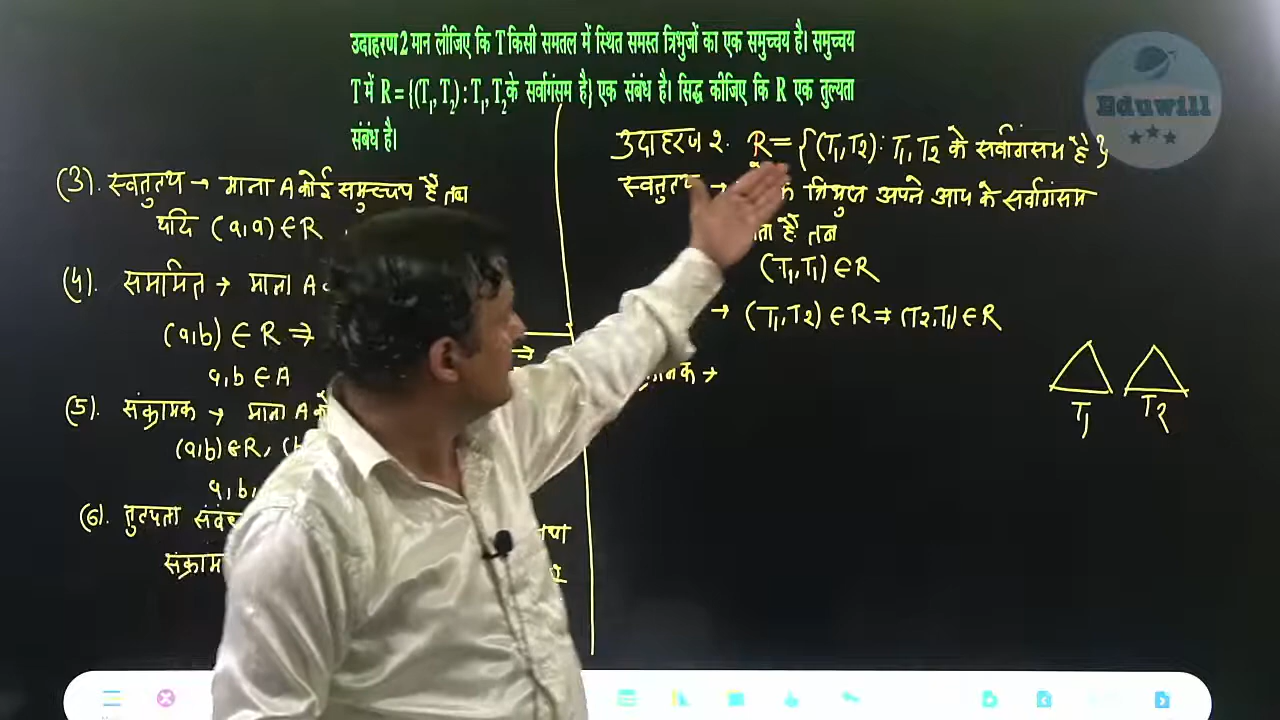 उदाहरण 2 मान लीजिए कि T किसी समतल में स्थित समस्त त्रिभुजों का एक समुच्चय है। समुच्चय
T में R = {(T₁, T₂) : T₁, T₂ के सर्वागंसम है} एक संबंध है। सिद्ध कीजिए कि R एक तुल्यता
संबंध है।
Eduwill
(3). स्वतुल्य → माना A कोई समुच्चय है तब
यदि (a,a) ∈ R
(4). सममित → माना A
(a,b) ∈ R ⇒
a,b ∈ A
(5). संक्रामक → माना A को
(a,b) ∈ R,
a, b,
(6). तुल्यता संबंध
संक्राम
उदाहरण २. R = {(T1, T2) : T1, T2 के सर्वागसम है}
स्वतुल्य → त्रिभुज अपने आप के सर्वागसम
है तब
(T1, T1) ∈ R
→ (T1, T2) ∈ R ⇒ (T2, T1) ∈ R
→
T1 T2